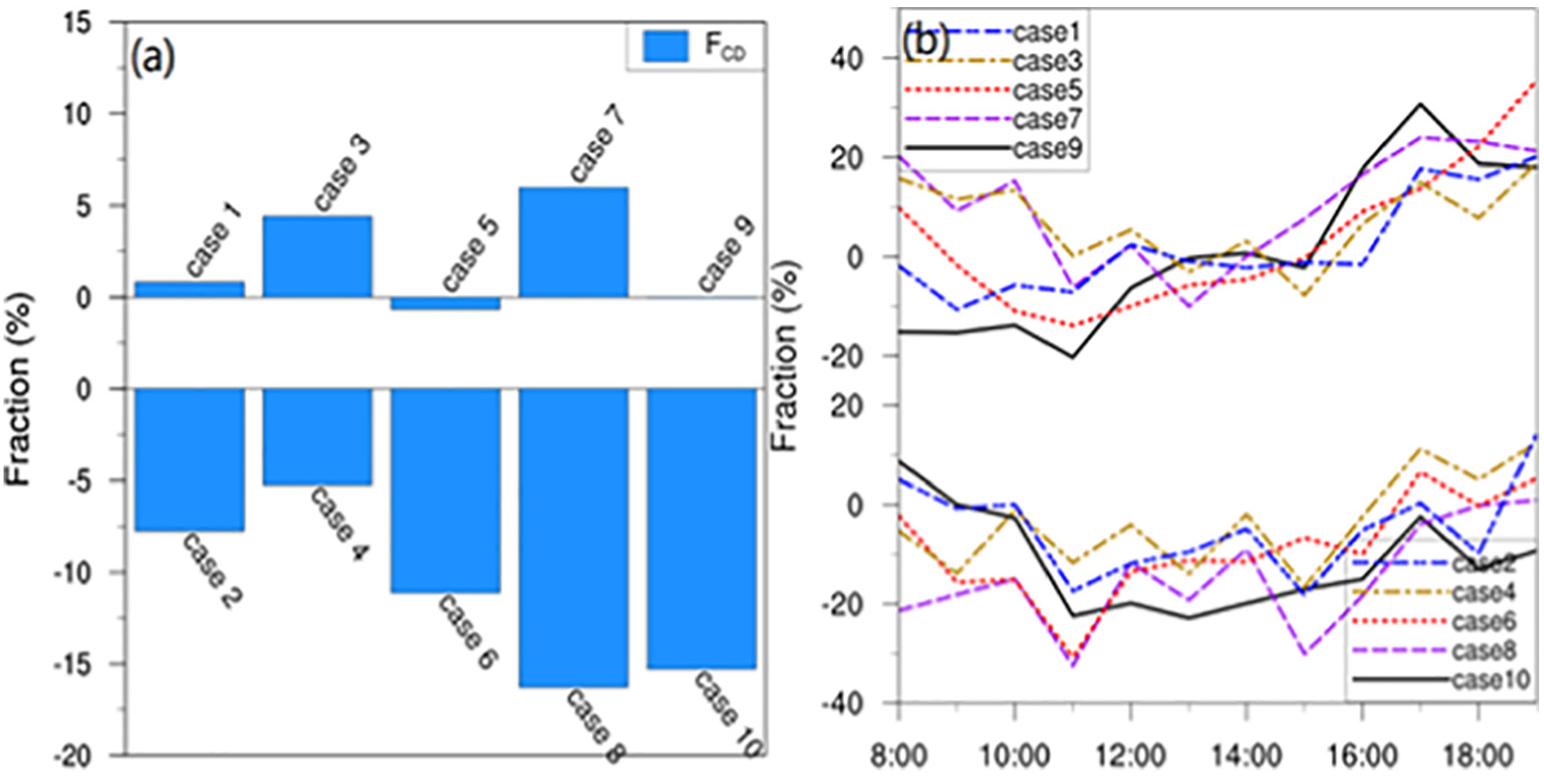 (a)
F_CD
15
10
5
0
0
-5
-10
-15
-20
Fraction (%)
case 1
case 3
case 5
case 7
case 9
case 2
case 4
case 6
case 8
case 10
(b)
case1
case3
case5
case7
case9
40
20
0
-20
20
0
-20
-40
Fraction (%)
case2
case4
case6
case8
case10
8:00 10:00 12:00 14:00 16:00 18:00